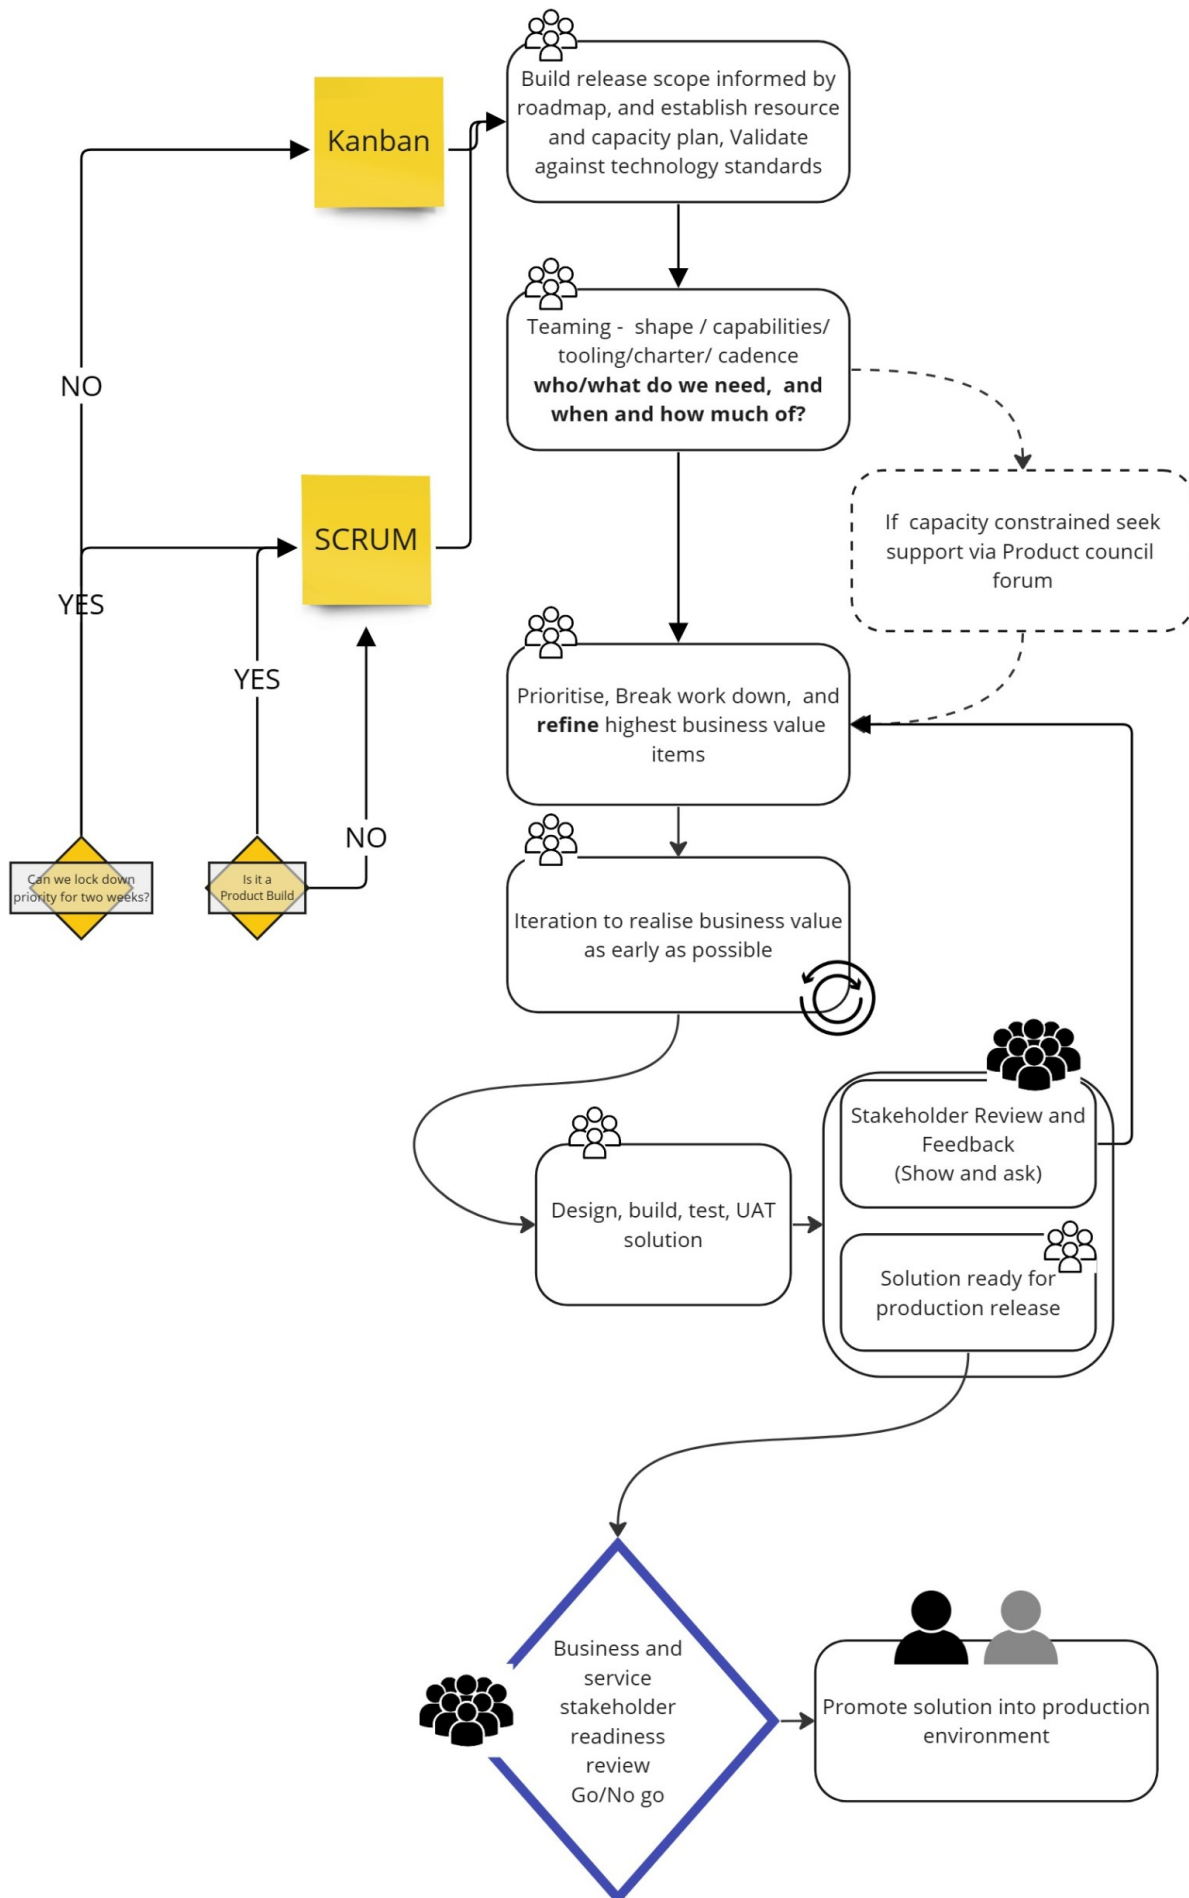 Build release scope informed by
roadmap, and establish resource
and capacity plan, Validate
against technology standards
Kanban
Teaming - shape / capabilities/
tooling/charter/ cadence
who/what do we need, and
when and how much of?
NO
SCRUM
If capacity constrained seek
support via Product council
forum
YES
YES
Prioritise, Break work down, and
refine highest business value
items
NO
Can we lock down
priority for two weeks?
Is it a
Product Build
Iteration to realise business value
as early as possible
Stakeholder Review and
Feedback
(Show and ask)
Design, build, test, UAT
solution
Solution ready for
production release
Business and
service
stakeholder
readiness
review
Go/No go
Promote solution into production
environment